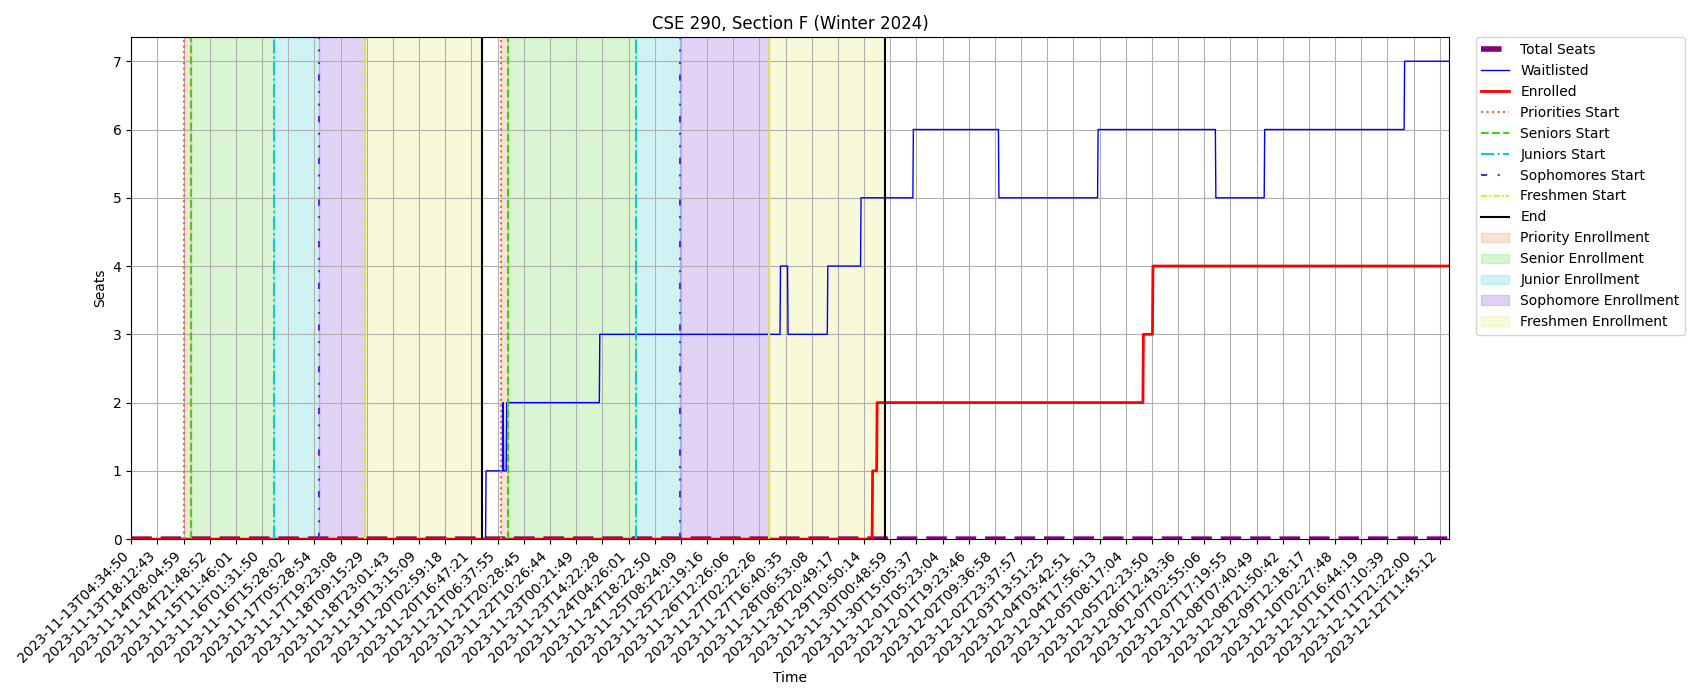 CSE 290, Section F (Winter 2024)
Seats
7
6
5
4
3
2
1
0
2023-11-13T04:34:50
2023-11-13T18:12:43
2023-11-14T08:04:59
2023-11-14T21:48:52
2023-11-15T11:46:01
2023-11-16T01:31:50
2023-11-16T15:28:02
2023-11-17T05:28:54
2023-11-17T19:23:08
2023-11-18T09:15:29
2023-11-18T23:01:43
2023-11-19T13:15:09
2023-11-20T02:59:18
2023-11-20T16:47:21
2023-11-21T06:37:55
2023-11-21T20:28:45
2023-11-22T10:26:44
2023-11-23T00:21:49
2023-11-23T14:22:28
2023-11-24T04:26:01
2023-11-24T18:22:50
2023-11-25T08:24:09
2023-11-25T22:19:16
2023-11-26T12:26:06
2023-11-27T02:22:26
2023-11-27T16:40:35
2023-11-28T06:53:08
2023-11-28T20:49:17
2023-11-29T10:50:14
2023-11-30T00:48:59
2023-11-30T15:05:37
2023-12-01T05:23:04
2023-12-01T19:23:46
2023-12-02T09:36:58
2023-12-02T23:37:57
2023-12-03T13:51:25
2023-12-04T03:42:51
2023-12-04T17:56:13
2023-12-05T08:17:04
2023-12-05T22:23:50
2023-12-06T12:43:36
2023-12-07T02:55:06
2023-12-07T17:19:55
2023-12-08T07:40:49
2023-12-08T21:50:42
2023-12-09T12:18:17
2023-12-10T02:27:48
2023-12-10T16:44:19
2023-12-11T07:10:39
2023-12-11T21:22:00
2023-12-12T11:45:12
Time
Total Seats
Waitlisted
Enrolled
Priorities Start
Seniors Start
Juniors Start
Sophomores Start
Freshmen Start
End
Priority Enrollment
Senior Enrollment
Junior Enrollment
Sophomore Enrollment
Freshmen Enrollment